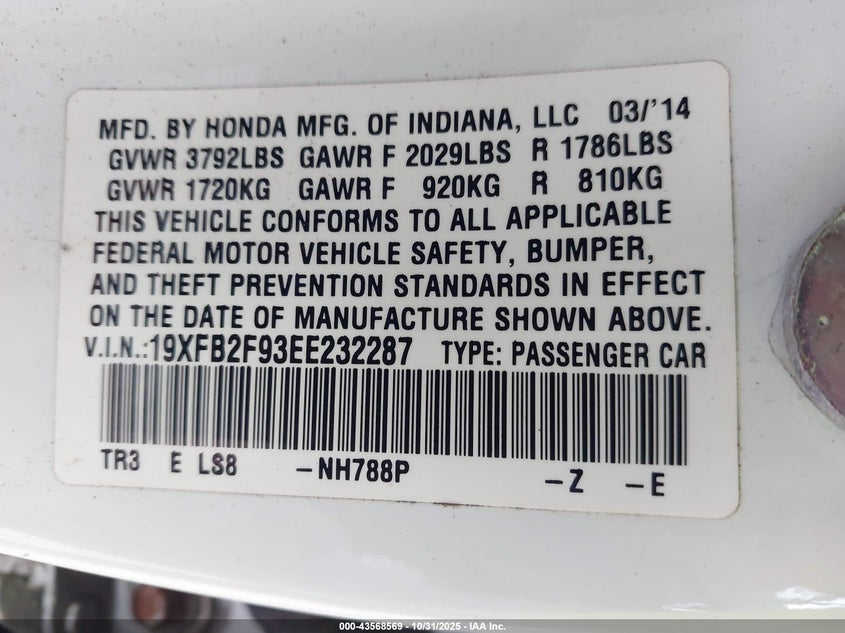 MFD. BY HONDA MFG. OF INDIANA, LLC 03/'14
GVWR 3792LBS GAWR F 2029LBS R 1786LBS
GVWR 1720KG GAWR F 920KG R 810KG
THIS VEHICLE CONFORMS TO ALL APPLICABLE
FEDERAL MOTOR VEHICLE SAFETY, BUMPER,
AND THEFT PREVENTION STANDARDS IN EFFECT
ON THE DATE OF MANUFACTURE SHOWN ABOVE.
V.I.N.:19XFB2F93EE232287 TYPE: PASSENGER CAR
TR3 E LS8 -NH788P -Z -E
000-43568569 • 10/31/2025 - IAA Inc.